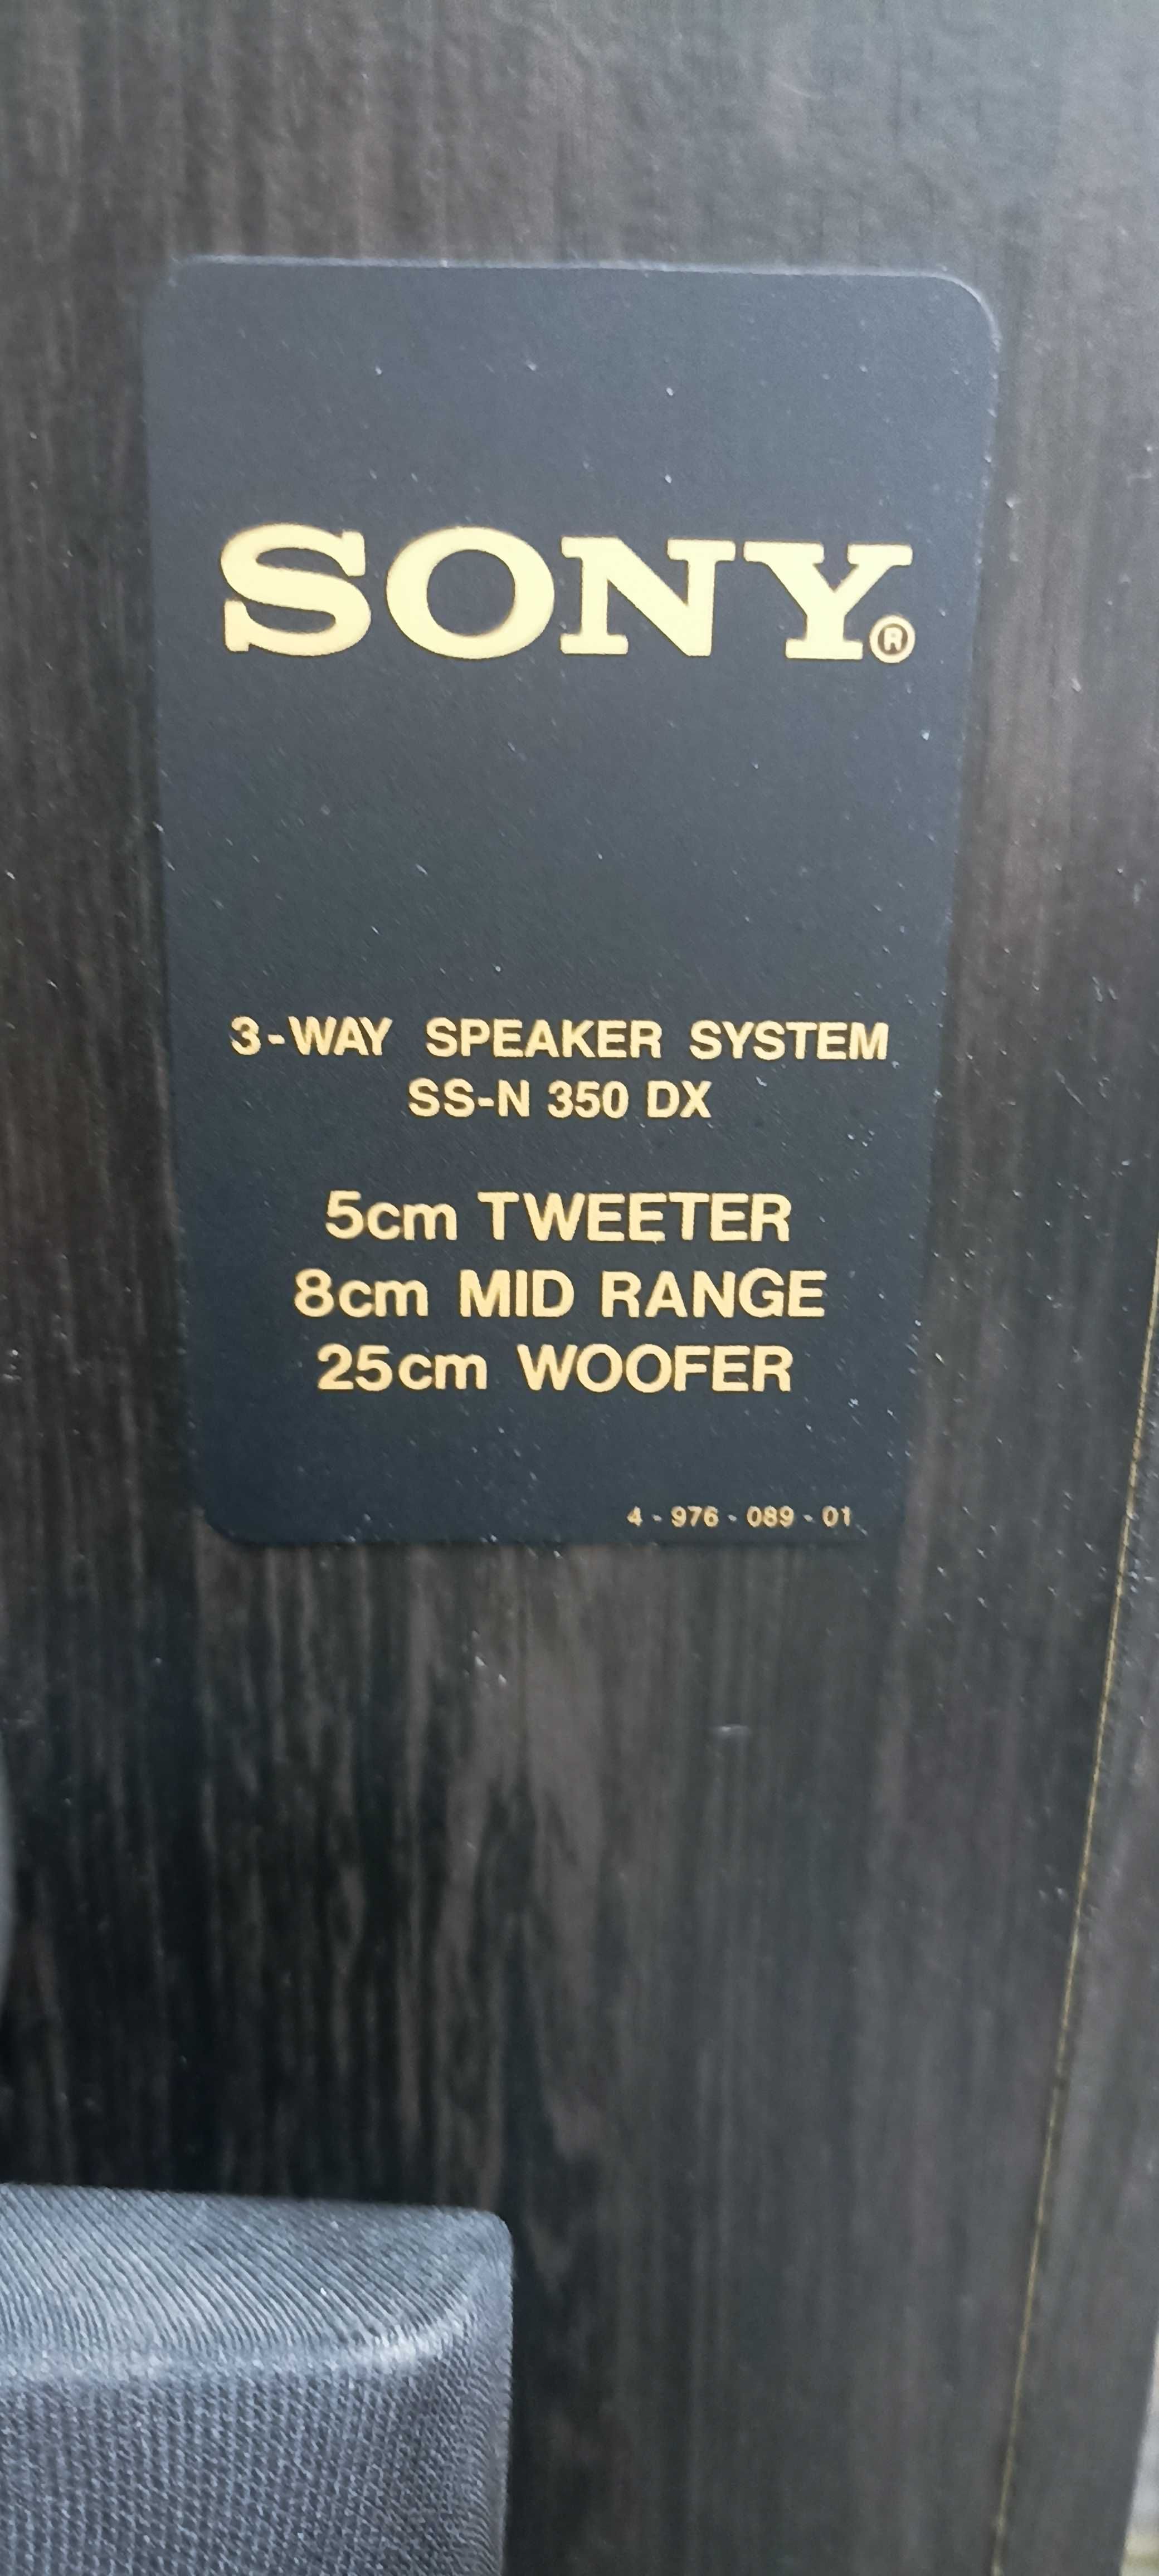 SONY®
3-WAY SPEAKER SYSTEM
SS-N 350 DX
5cm TWEETER
8cm MID RANGE
25cm WOOFER
4 - 976 - 089 - 01